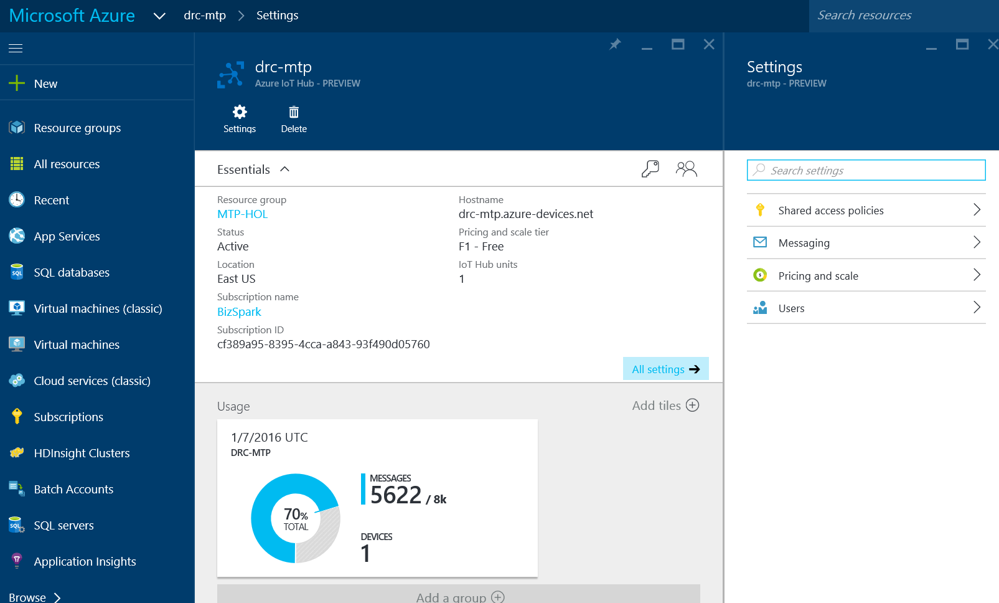 Microsoft Azure
drc-mtp
Settings
Search resources
New
Resource groups
All resources
Recent
App Services
SQL databases
Virtual machines (classic)
Virtual machines
Cloud services (classic)
Subscriptions
HDInsight Clusters
Batch Accounts
SQL servers
Application Insights
Browse
drc-mtp
Azure IoT Hub - PREVIEW
Settings
Delete
Essentials
Resource group
MTP-HOL
Status
Active
Location
East US
Subscription name
BizSpark
Subscription ID
cf389a95-8395-4cca-a843-93f490d05760
Hostname
drc-mtp.azure-devices.net
Pricing and scale tier
F1 - Free
IoT Hub units
1
All settings
Usage
Add tiles
1/7/2016 UTC
DRC-MTP
70%
TOTAL
MESSAGES
5622 / 8k
DEVICES
1
Add a group
Settings
drc-mtp - PREVIEW
Search settings
Shared access policies
Messaging
Pricing and scale
Users